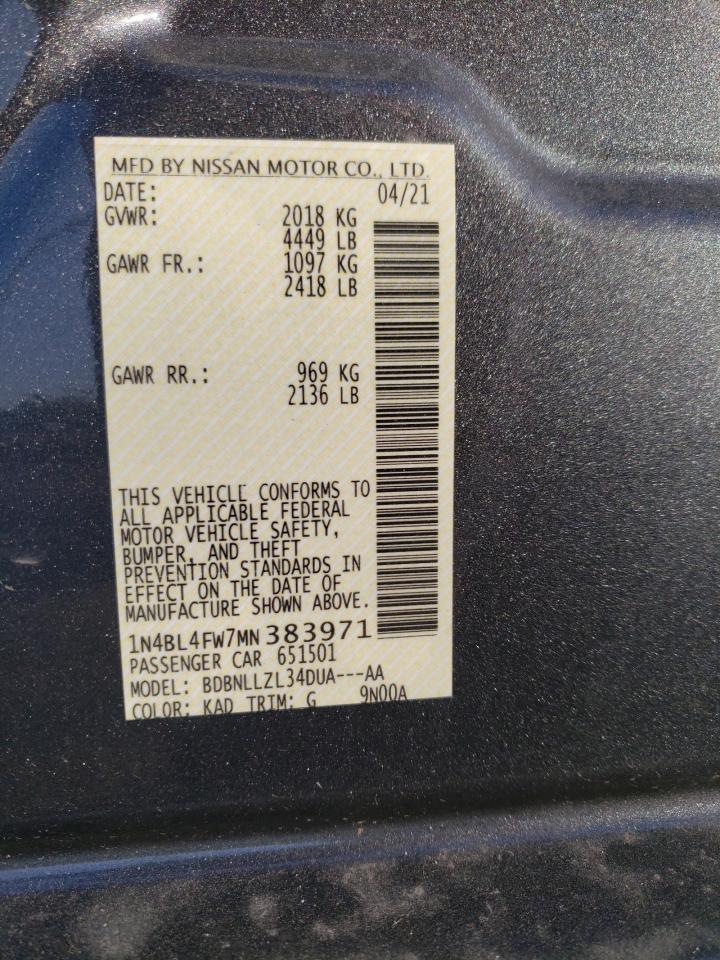 MFD BY NISSAN MOTOR CO., LTD.
DATE: 04/21
GVWR: 2018 KG
4449 LB
GAWR FR.: 1097 KG
2418 LB
GAWR RR.: 969 KG
2136 LB
THIS VEHICLE CONFORMS TO
ALL APPLICABLE FEDERAL
MOTOR VEHICLE SAFETY,
BUMPER, AND THEFT
PREVENTION STANDARDS IN
EFFECT ON THE DATE OF
MANUFACTURE SHOWN ABOVE.
1N4BL4FW7MN383971
PASSENGER CAR 651501
MODEL: BDBNLLZL34DUA---AA
COLOR: KAD TRIM: G 9N00A